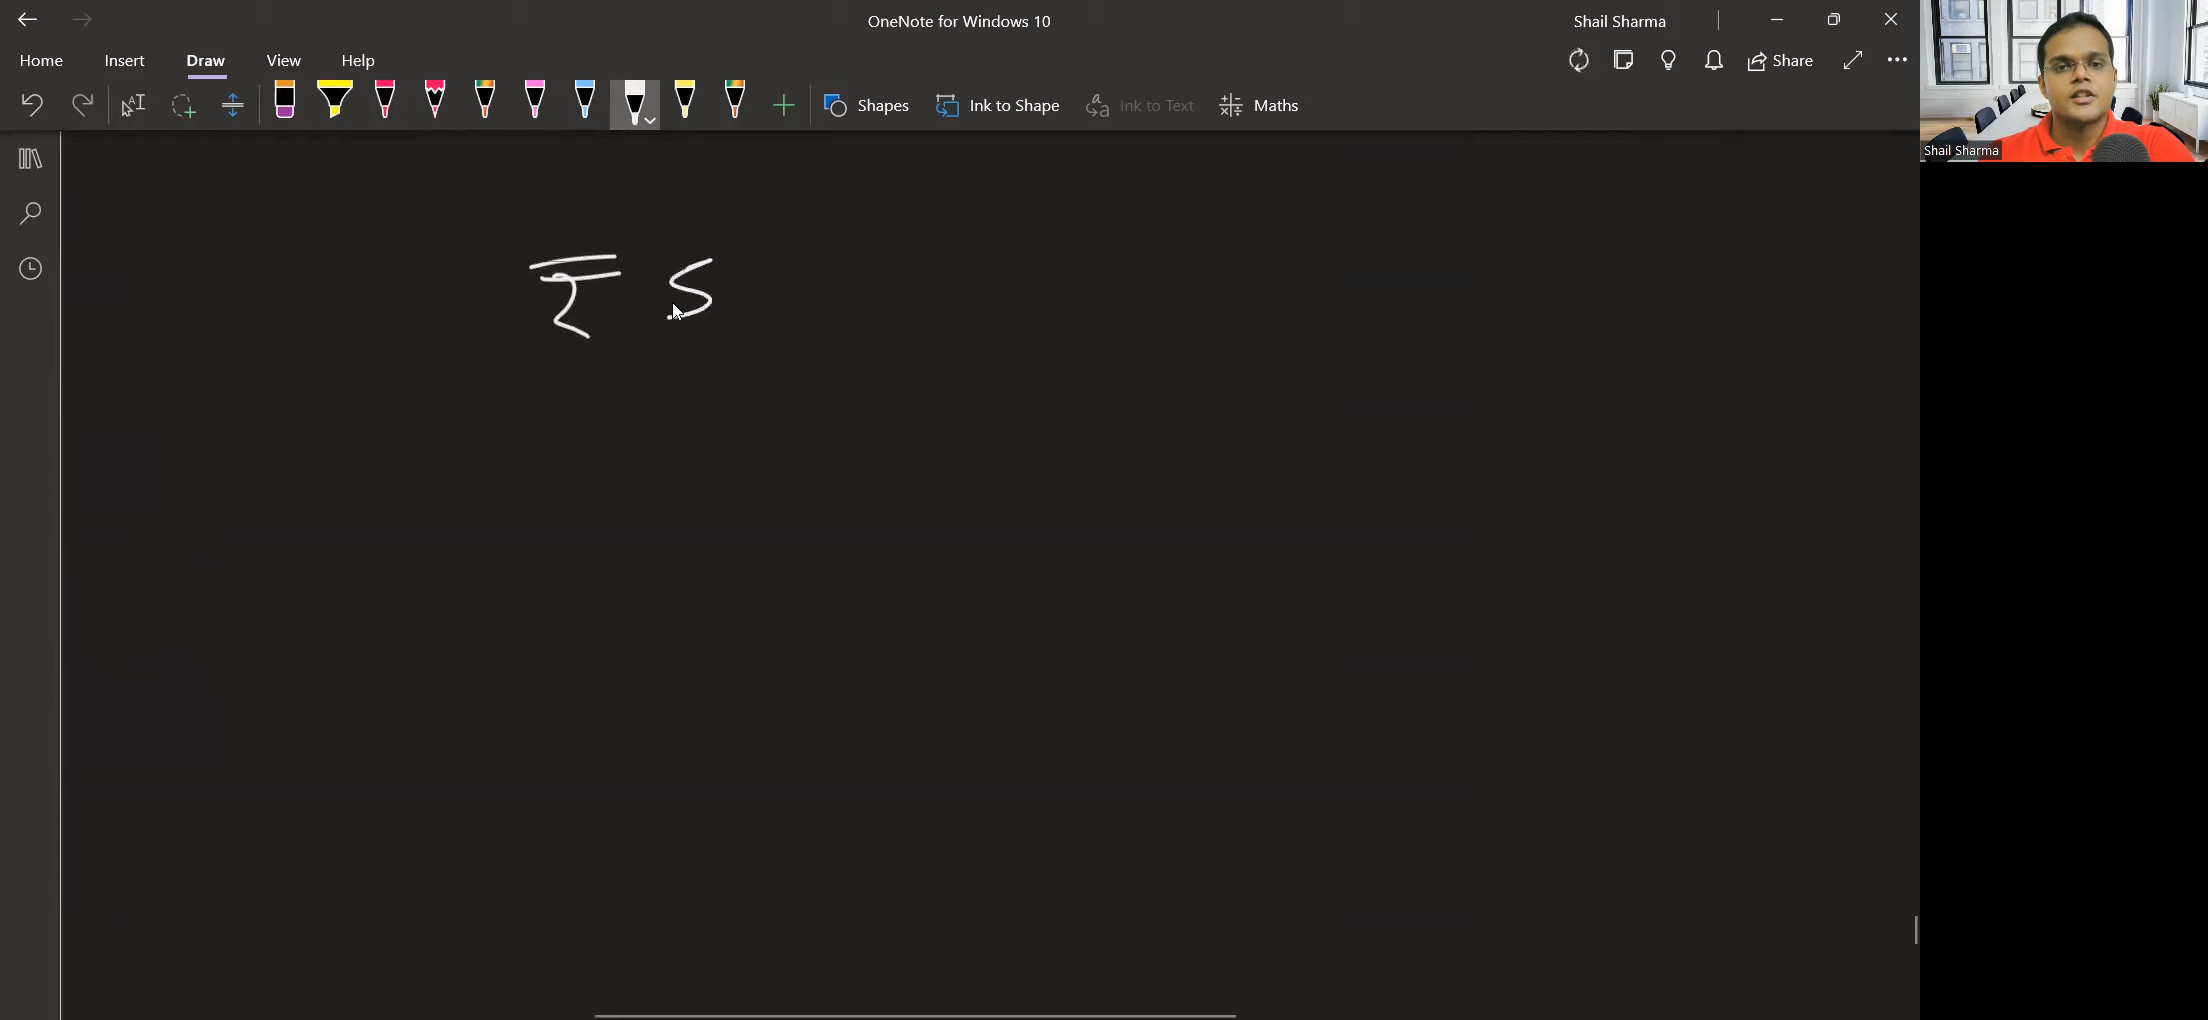 OneNote for Windows 10 Shail Sharma
Home Insert Draw View Help Share
Shapes Ink to Shape Ink to Text Maths
Shail Sharma
₹ S